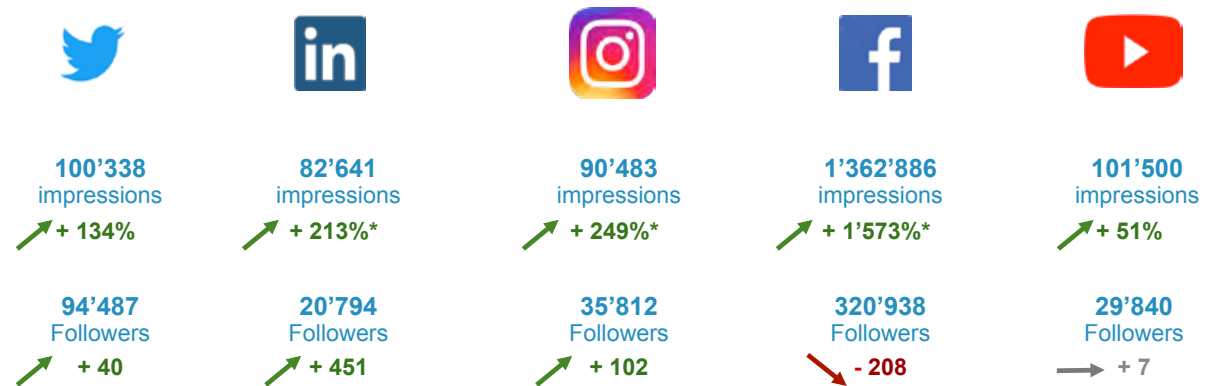 in
f
100’338 82’641 90’483 1’362’886 101’500
impressions impressions impressions impressions impressions
+ 134% + 213%* + 249%* + 1’573%* + 51%
94’487 20’794 35’812 320’938 29’840
Followers Followers Followers Followers Followers
+ 40 + 451 + 102 - 208 + 7